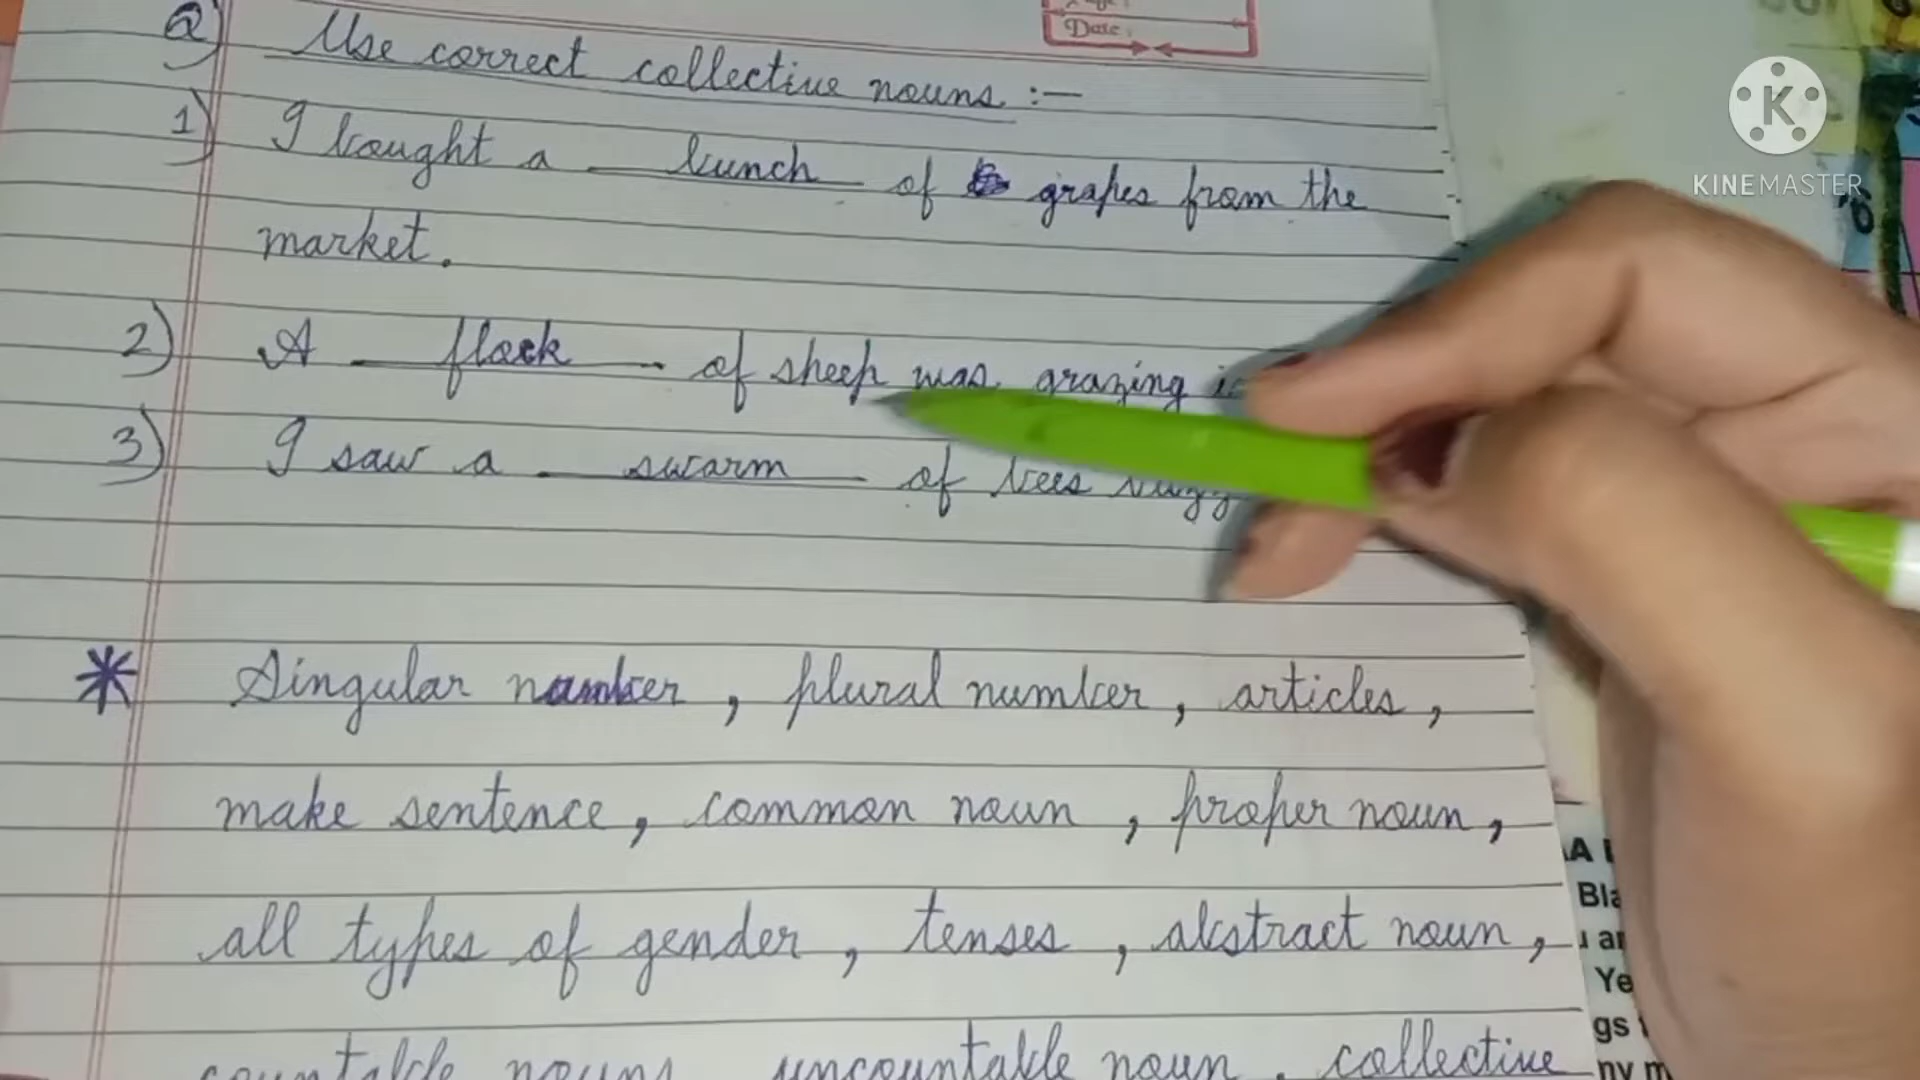 Date :
KINEMASTER
Q) Use correct collective nouns :—
1) I bought a bunch of grapes from the
market.
2) A flock of sheep was grazing
3) I saw a swarm of bees
* Singular number, plural number, articles,
make sentence, common noun, proper noun,
all types of gender, tenses, abstract noun,
countable nouns uncountable noun, collective